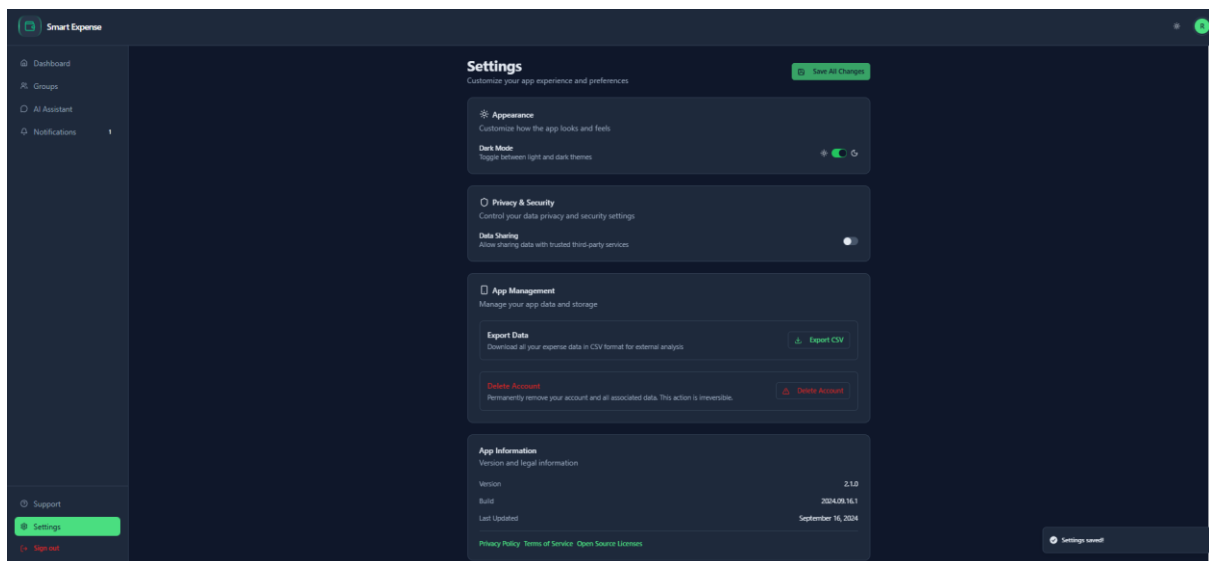 Smart Expense
R
Dashboard
Groups
AI Assistant
Notifications 1
Support
Settings
Sign out
Settings
Customize your app experience and preferences
Save All Changes
Appearance
Customize how the app looks and feels
Dark Mode
Toggle between light and dark themes
Privacy & Security
Control your data privacy and security settings
Data Sharing
Allow sharing data with trusted third-party services
App Management
Manage your app data and storage
Export Data
Download all your expense data in CSV format for external analysis
Export CSV
Delete Account
Permanently remove your account and all associated data. This action is irreversible.
Delete Account
App Information
Version and legal information
Version 2.1.0
Build 2024.09.16.1
Last Updated September 16, 2024
Privacy Policy Terms of Service Open Source Licenses
Settings saved!